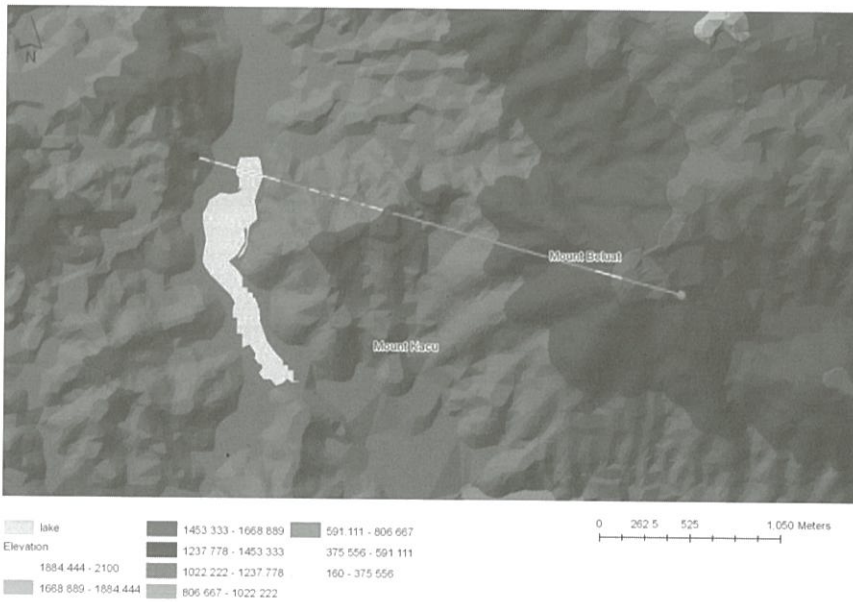 N
Mount Beluat
Mount Kacu
lake
Elevation
1884.444 - 2100
1668.889 - 1884.444
1453.333 - 1668.889
1237.778 - 1453.333
1022.222 - 1237.778
806.667 - 1022.222
591.111 - 806.667
375.556 - 591.111
160 - 375.556
0 262.5 525 1.050 Meters